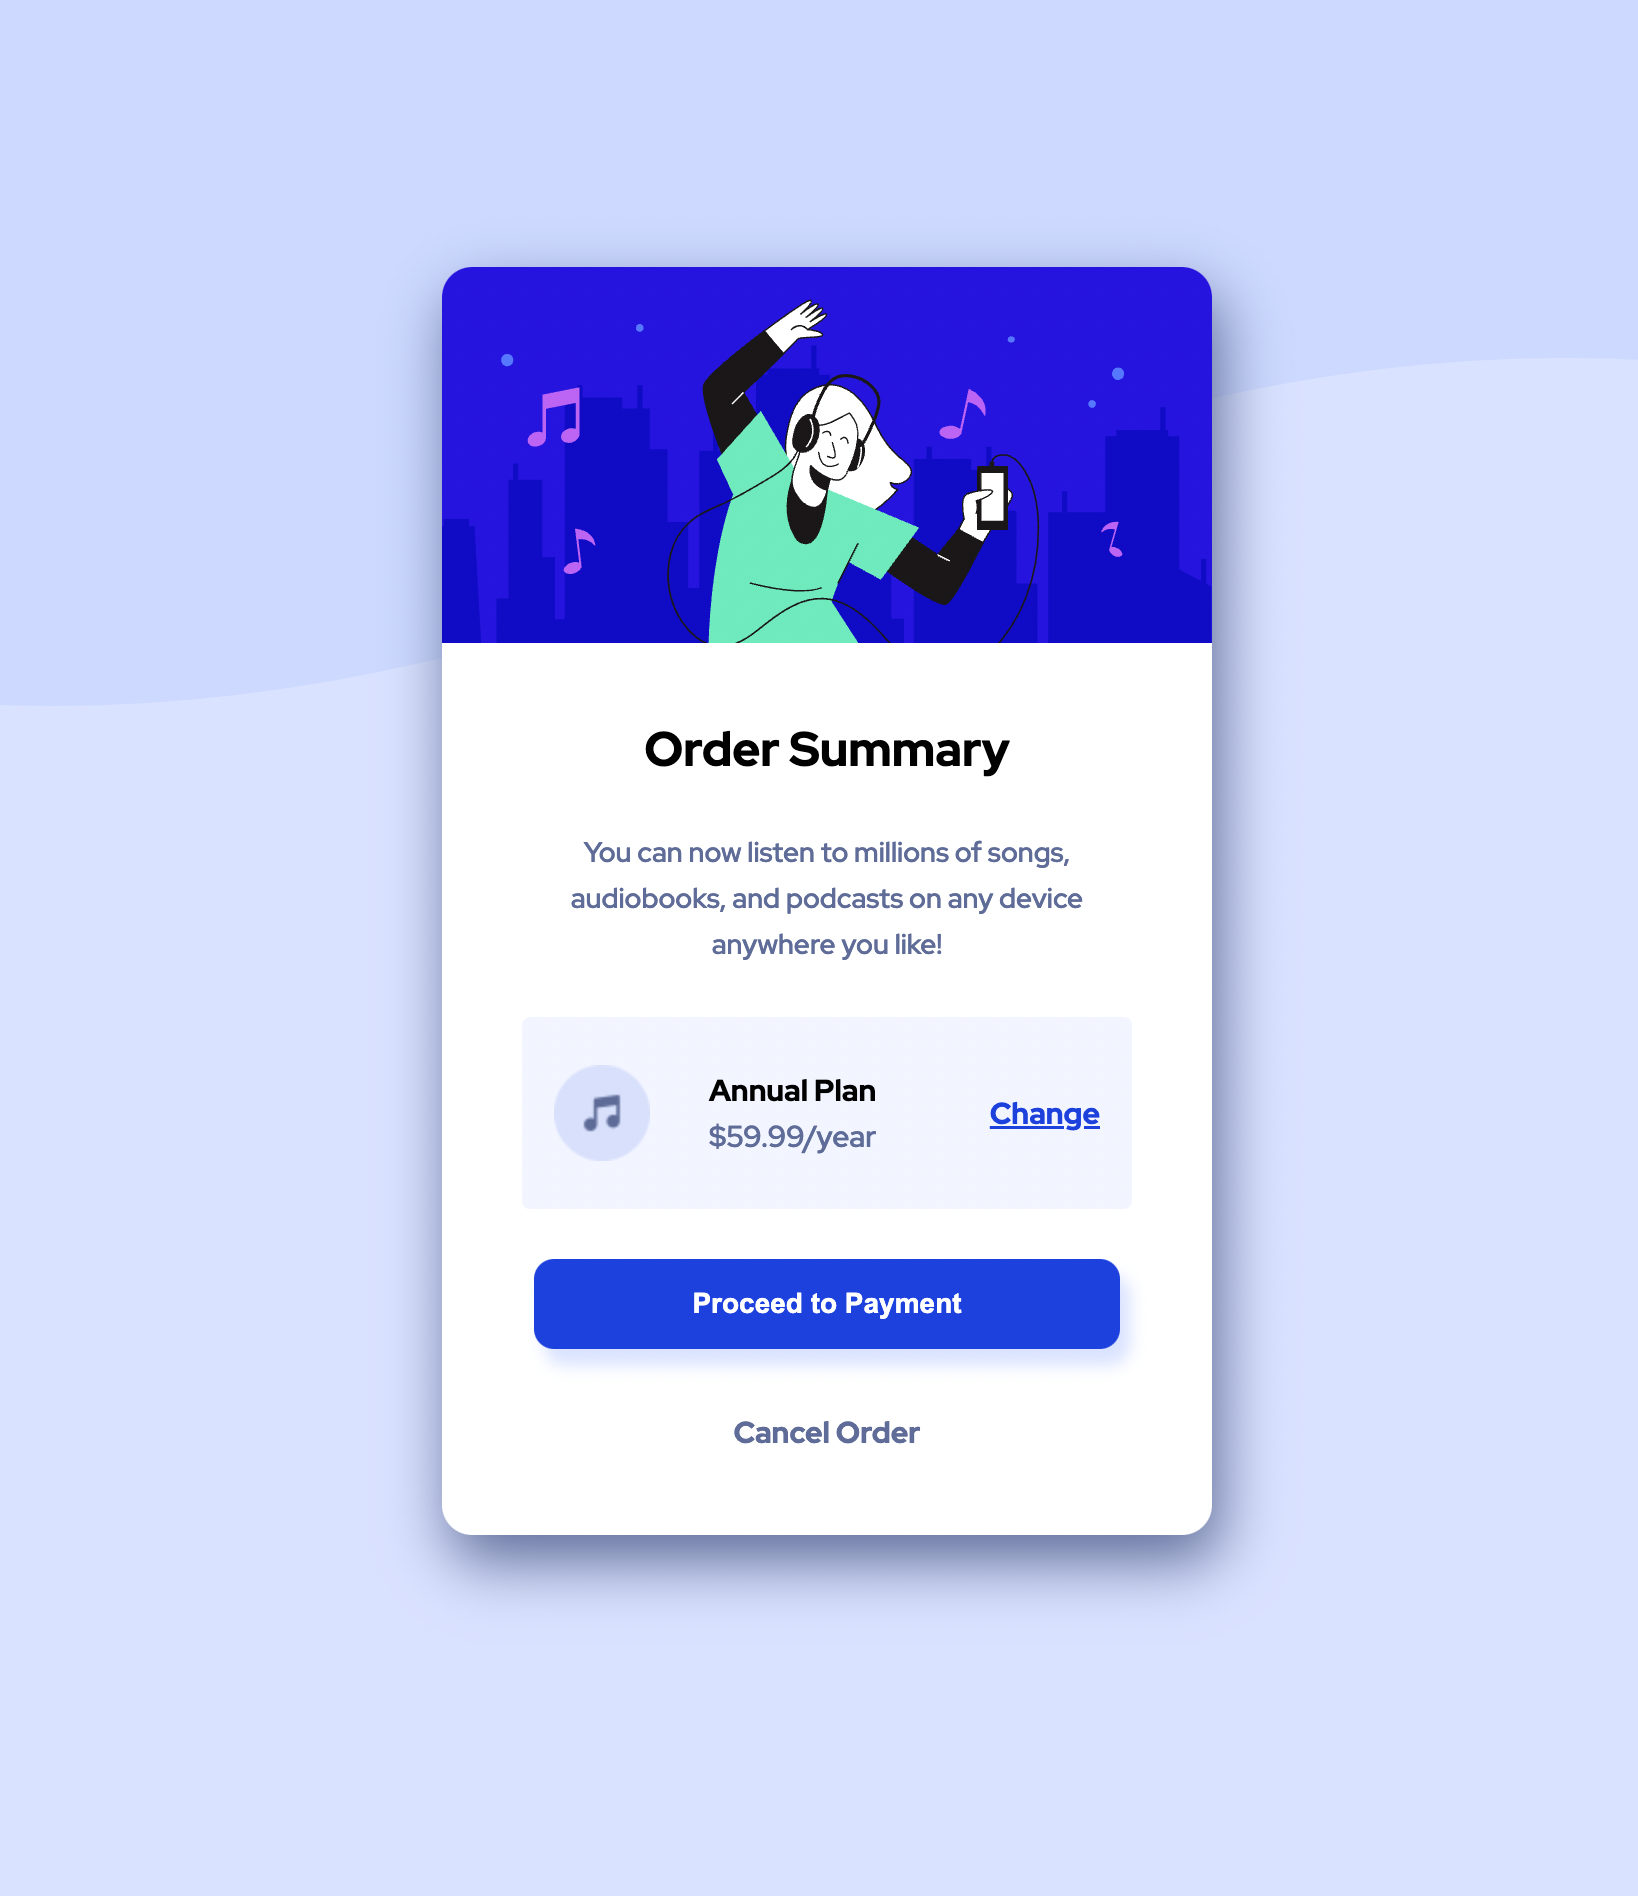 Order Summary
You can now listen to millions of songs,
audiobooks, and podcasts on any device
anywhere you like!
Annual Plan
$59.99/year
Change
Proceed to Payment
Cancel Order